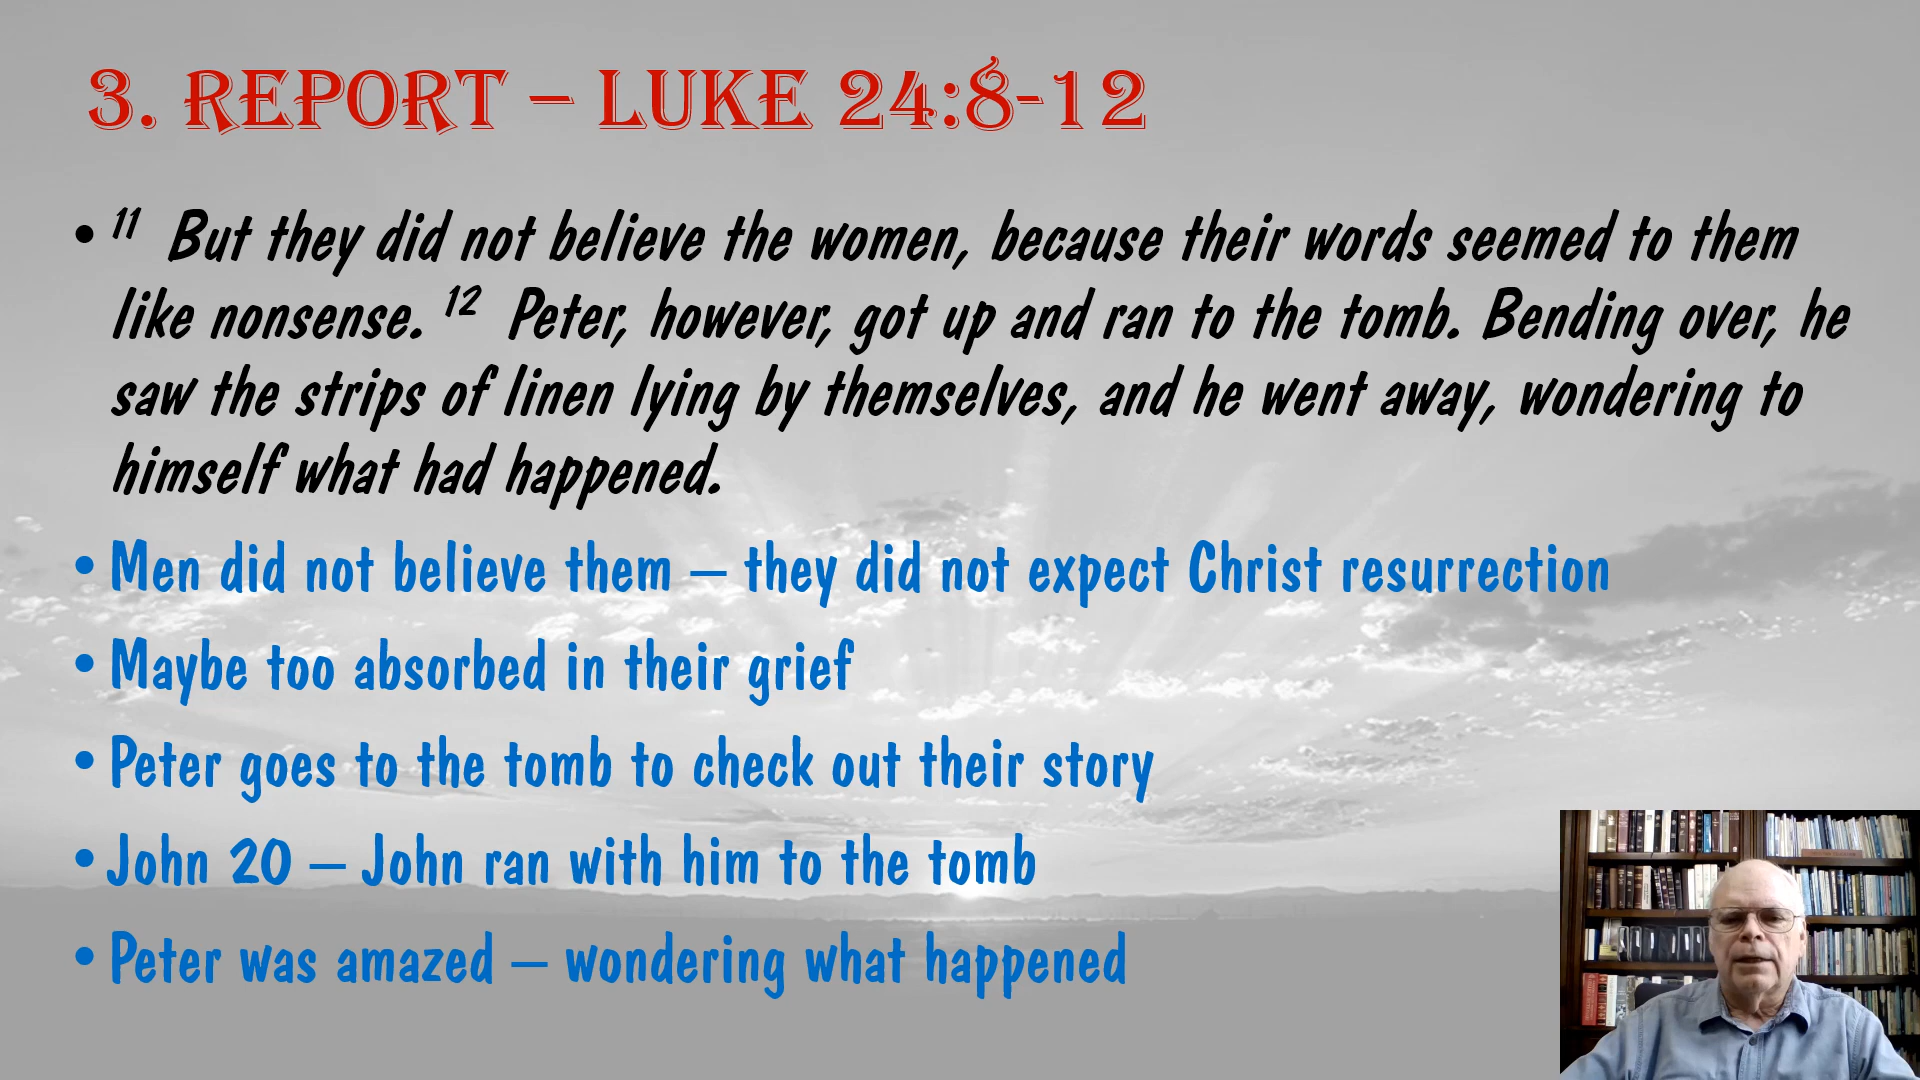 3. REPORT – LUKE 24:8-12
• 11 But they did not believe the women, because their words seemed to them
like nonsense. 12 Peter, however, got up and ran to the tomb. Bending over, he
saw the strips of linen lying by themselves, and he went away, wondering to
himself what had happened.
• Men did not believe them – they did not expect Christ resurrection
• Maybe too absorbed in their grief
• Peter goes to the tomb to check out their story
• John 20 – John ran with him to the tomb
• Peter was amazed – wondering what happened